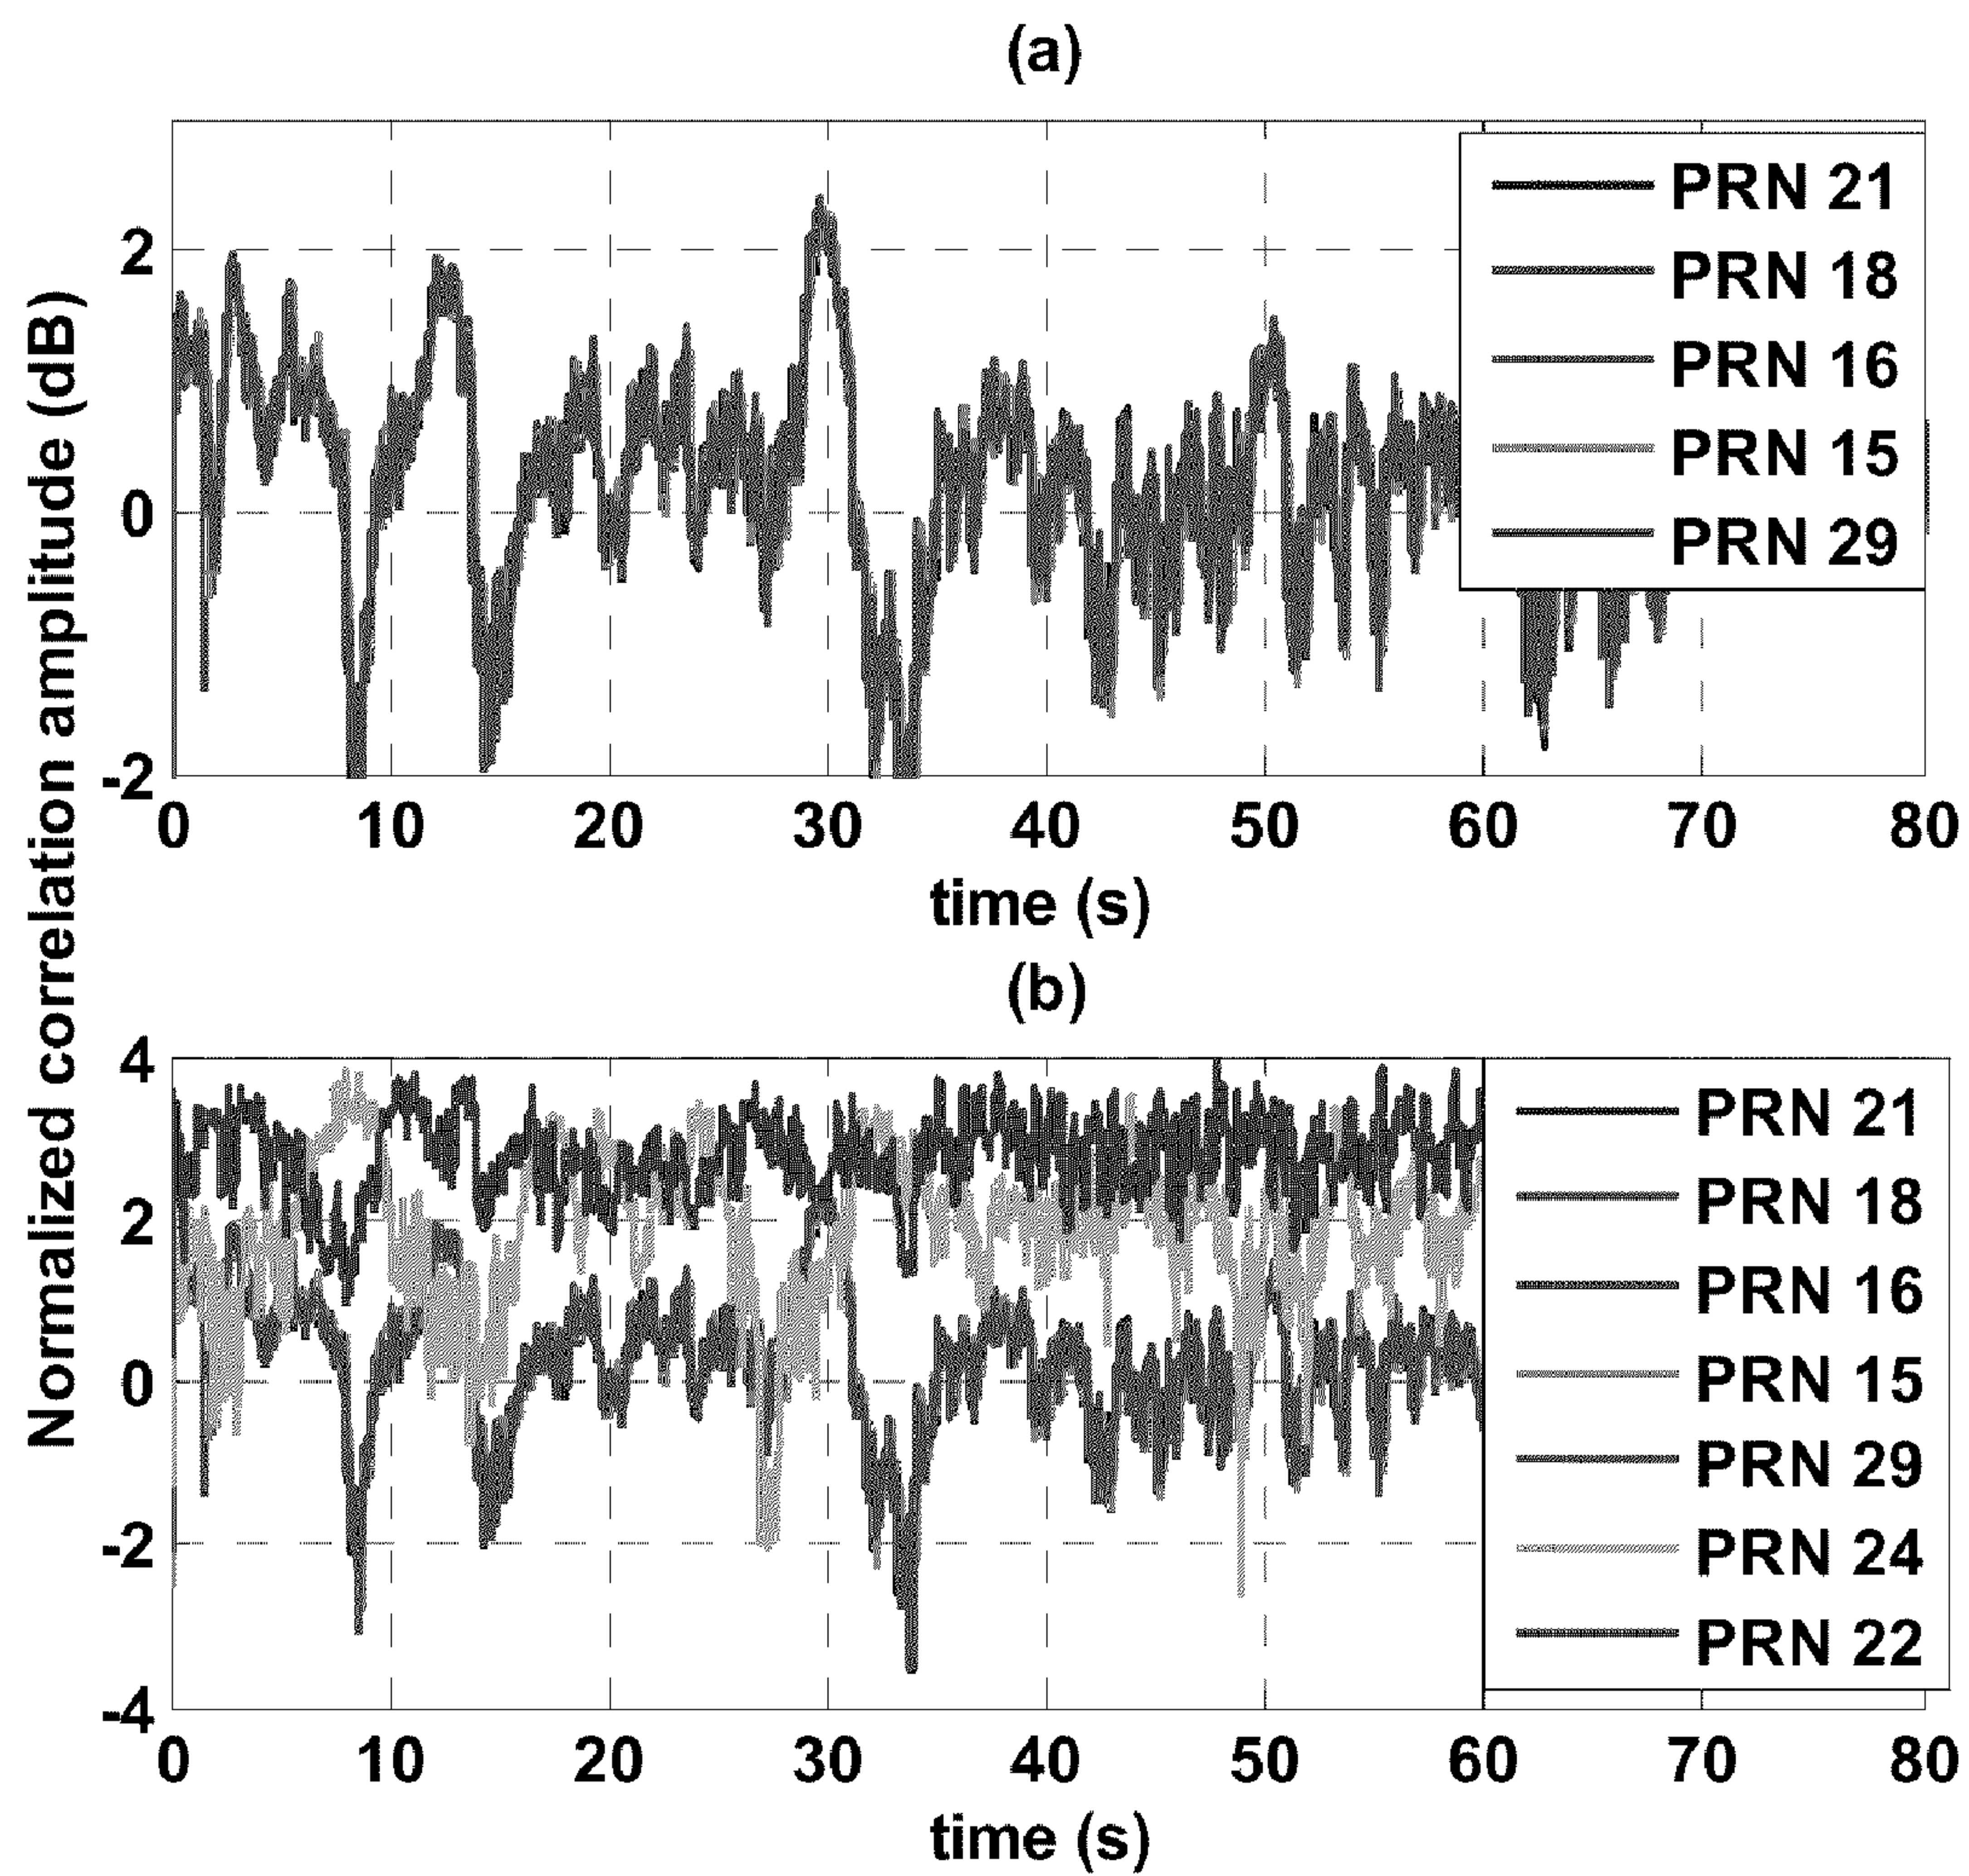 (a)
Normalized correlation amplitude (dB)
2
0
-2
PRN 21
PRN 18
PRN 16
PRN 15
PRN 29
0 10 20 30 40 50 60 70 80
time (s)
(b)
4
2
0
-2
-4
PRN 21
PRN 18
PRN 16
PRN 15
PRN 29
PRN 24
PRN 22
0 10 20 30 40 50 60 70 80
time (s)